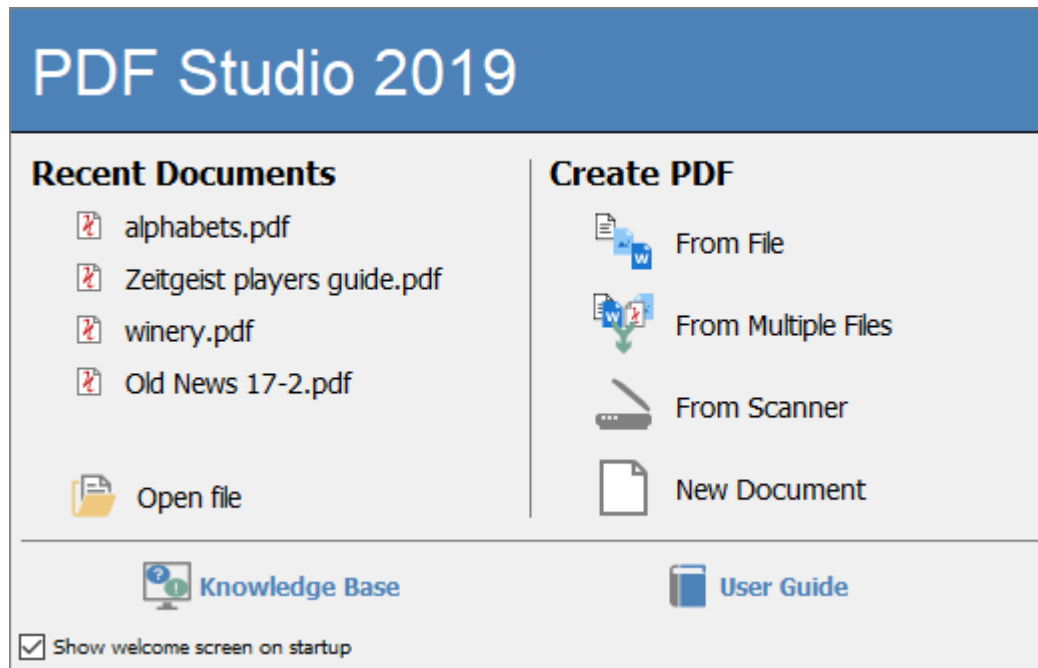 PDF Studio 2019
Recent Documents
alphabets.pdf
Zeitgeist players guide.pdf
winery.pdf
Old News 17-2.pdf
Open file
Create PDF
From File
From Multiple Files
From Scanner
New Document
Knowledge Base
User Guide
Show welcome screen on startup